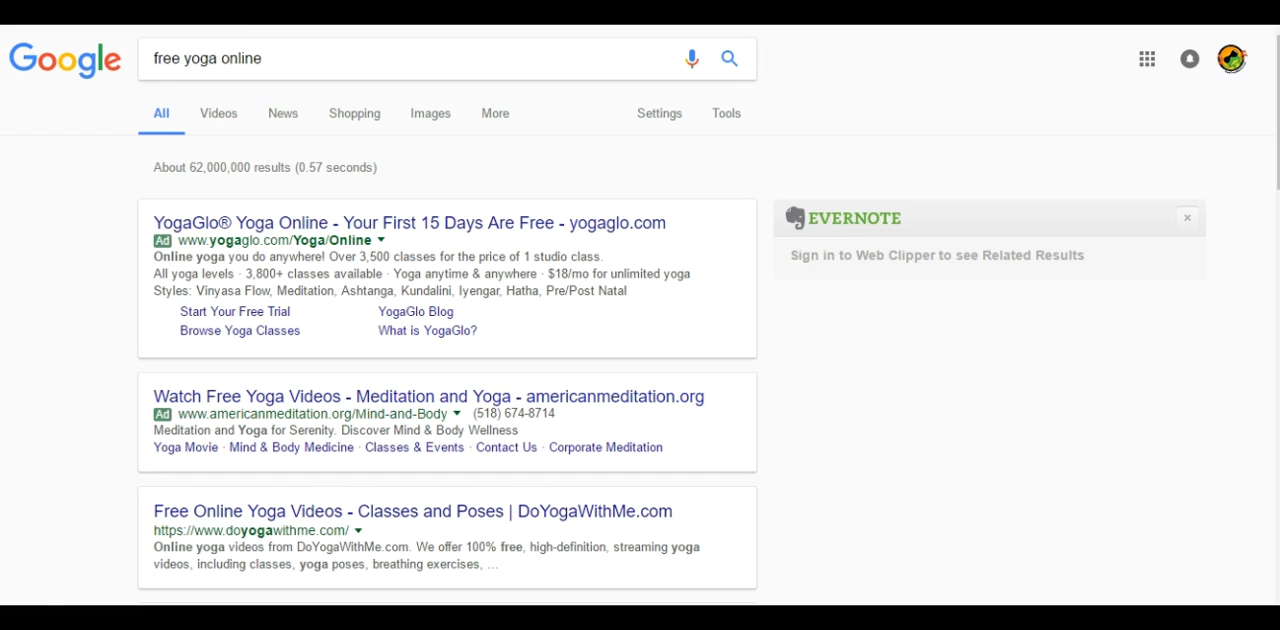 Google
free yoga online
All Videos News Shopping Images More Settings Tools
About 62,000,000 results (0.57 seconds)
YogaGlo® Yoga Online - Your First 15 Days Are Free - yogaglo.com
Ad www.yogaglo.com/Yoga/Online
Online yoga you do anywhere! Over 3,500 classes for the price of 1 studio class.
All yoga levels · 3,800+ classes available · Yoga anytime & anywhere · $18/mo for unlimited yoga
Styles: Vinyasa Flow, Meditation, Ashtanga, Kundalini, Iyengar, Hatha, Pre/Post Natal
Start Your Free Trial YogaGlo Blog
Browse Yoga Classes What is YogaGlo?
Watch Free Yoga Videos - Meditation and Yoga - americanmeditation.org
Ad www.americanmeditation.org/Mind-and-Body (518) 674-8714
Meditation and Yoga for Serenity. Discover Mind & Body Wellness
Yoga Movie · Mind & Body Medicine · Classes & Events · Contact Us · Corporate Meditation
Free Online Yoga Videos - Classes and Poses | DoYogaWithMe.com
https://www.doyogawithme.com/
Online yoga videos from DoYogaWithMe.com. We offer 100% free, high-definition, streaming yoga
videos, including classes, yoga poses, breathing exercises, ...
EVERNOTE
Sign in to Web Clipper to see Related Results